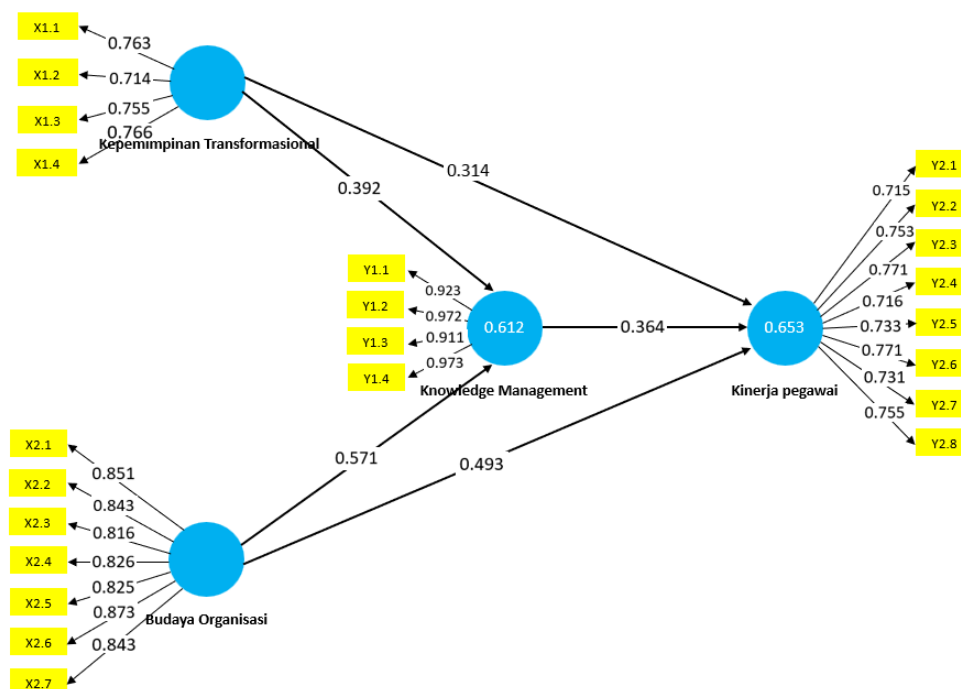 X1.1
0.763
X1.2
0.714
X1.3
0.755
X1.4
0.766
Kepemimpinan Transformasional
0.392
0.314
Y1.1
0.923
Y1.2
0.972
Y1.3
0.911
Y1.4
0.973
0.612
Knowledge Management
0.364
0.653
Kinerja pegawai
Y2.1
0.715
Y2.2
0.753
Y2.3
0.771
Y2.4
0.716
Y2.5
0.733
Y2.6
0.771
Y2.7
0.731
Y2.8
0.755
0.571
0.493
X2.1
0.851
X2.2
0.843
X2.3
0.816
X2.4
0.826
X2.5
0.825
X2.6
0.873
X2.7
0.843
Budaya Organisasi